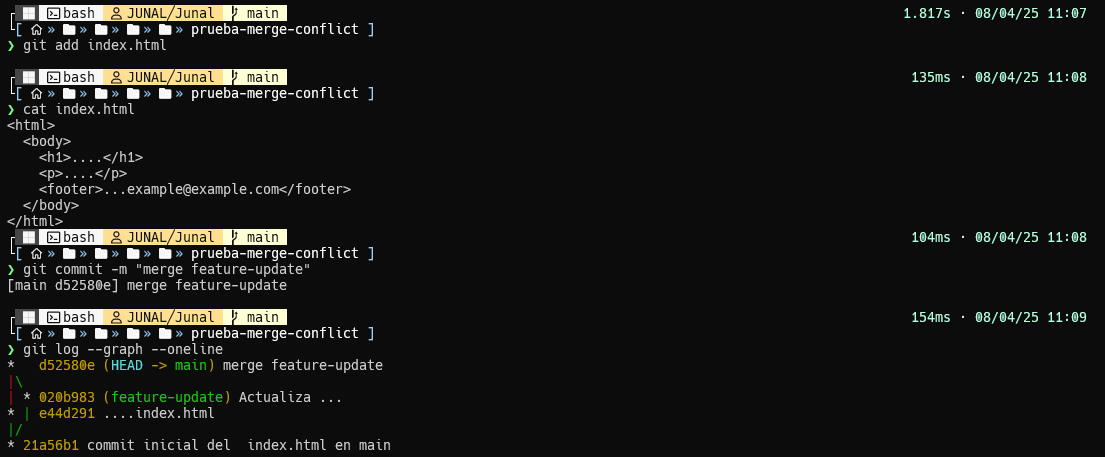 bash JUNAL/Junal main 1.817s · 08/04/25 11:07
[ » » » » » prueba-merge-conflict ]
❯ git add index.html
bash JUNAL/Junal main 135ms · 08/04/25 11:08
[ » » » » » prueba-merge-conflict ]
❯ cat index.html
<html>
  <body>
    <h1>....</h1>
    <p>....</p>
    <footer>...example@example.com</footer>
  </body>
</html>
bash JUNAL/Junal main 104ms · 08/04/25 11:08
[ » » » » » prueba-merge-conflict ]
❯ git commit -m "merge feature-update"
[main d52580e] merge feature-update
bash JUNAL/Junal main 154ms · 08/04/25 11:09
[ » » » » » prueba-merge-conflict ]
❯ git log --graph --oneline
*   d52580e (HEAD -> main) merge feature-update
|\
| * 020b983 (feature-update) Actualiza ...
* | e44d291 ....index.html
|/
* 21a56b1 commit inicial del  index.html en main